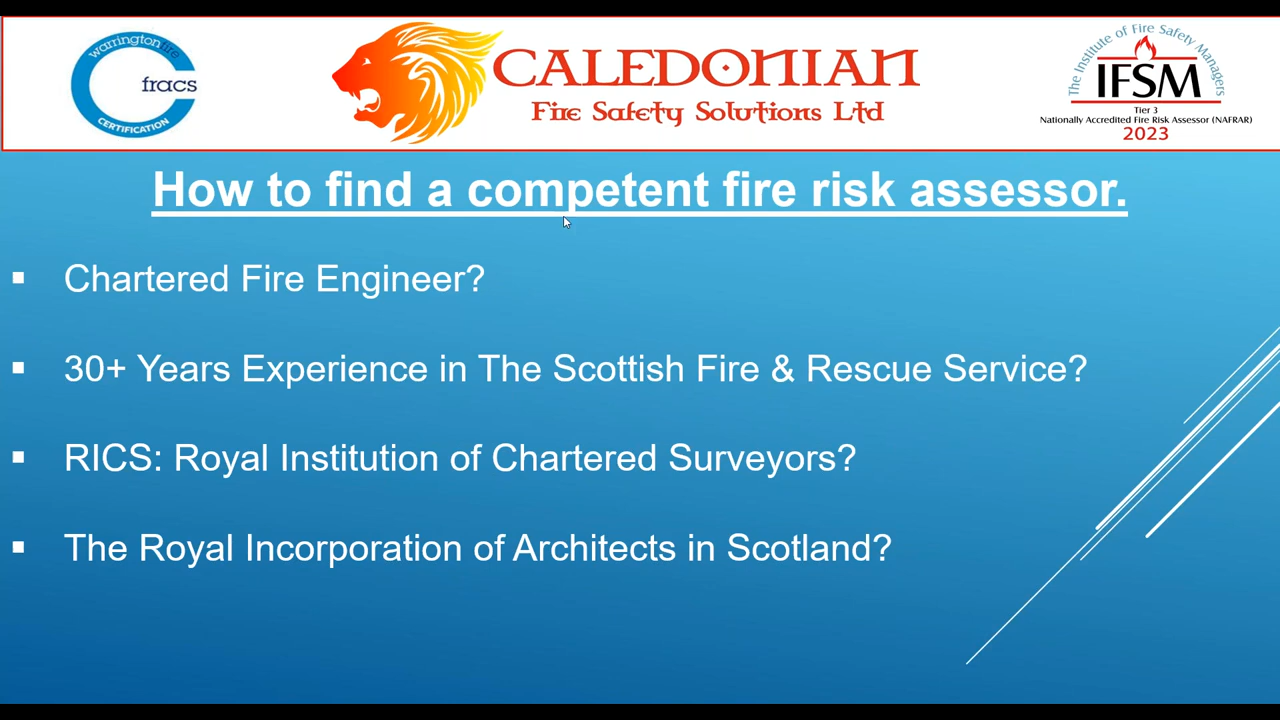 warringtonfire
fracs
CERTIFICATION
CALEDONIAN
Fire Safety Solutions Ltd
The Institute of Fire Safety Managers
IFSM
Tier 3
Nationally Accredited Fire Risk Assessor (NAFRAR)
2023
How to find a competent fire risk assessor.
Chartered Fire Engineer?
30+ Years Experience in The Scottish Fire & Rescue Service?
RICS: Royal Institution of Chartered Surveyors?
The Royal Incorporation of Architects in Scotland?